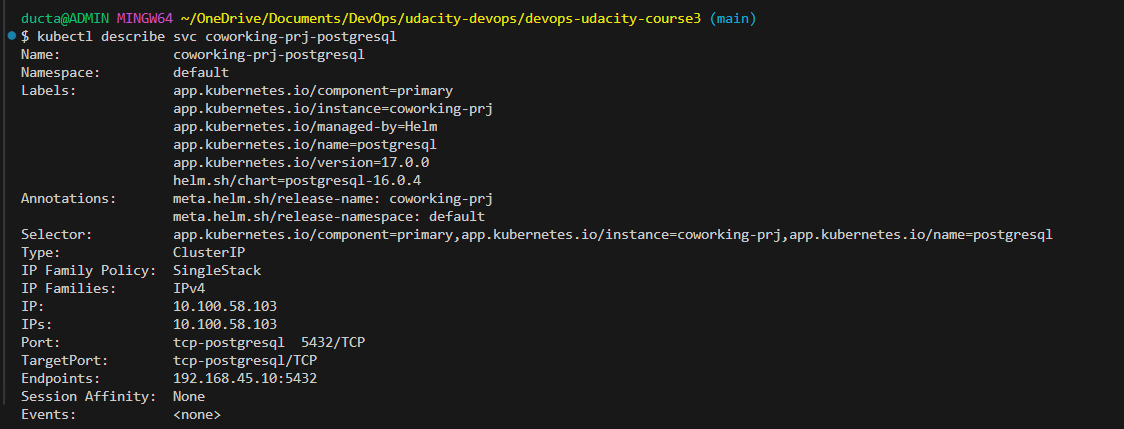 ducta@ADMIN MINGW64 ~/OneDrive/Documents/DevOps/udacity-devops/devops-udacity-course3 (main)
$ kubectl describe svc coworking-prj-postgresql
Name:              coworking-prj-postgresql
Namespace:         default
Labels:            app.kubernetes.io/component=primary
                   app.kubernetes.io/instance=coworking-prj
                   app.kubernetes.io/managed-by=Helm
                   app.kubernetes.io/name=postgresql
                   app.kubernetes.io/version=17.0.0
                   helm.sh/chart=postgresql-16.0.4
Annotations:       meta.helm.sh/release-name: coworking-prj
                   meta.helm.sh/release-namespace: default
Selector:          app.kubernetes.io/component=primary,app.kubernetes.io/instance=coworking-prj,app.kubernetes.io/name=postgresql
Type:              ClusterIP
IP Family Policy:  SingleStack
IP Families:       IPv4
IP:                10.100.58.103
IPs:               10.100.58.103
Port:              tcp-postgresql  5432/TCP
TargetPort:        tcp-postgresql/TCP
Endpoints:         192.168.45.10:5432
Session Affinity:  None
Events:            <none>